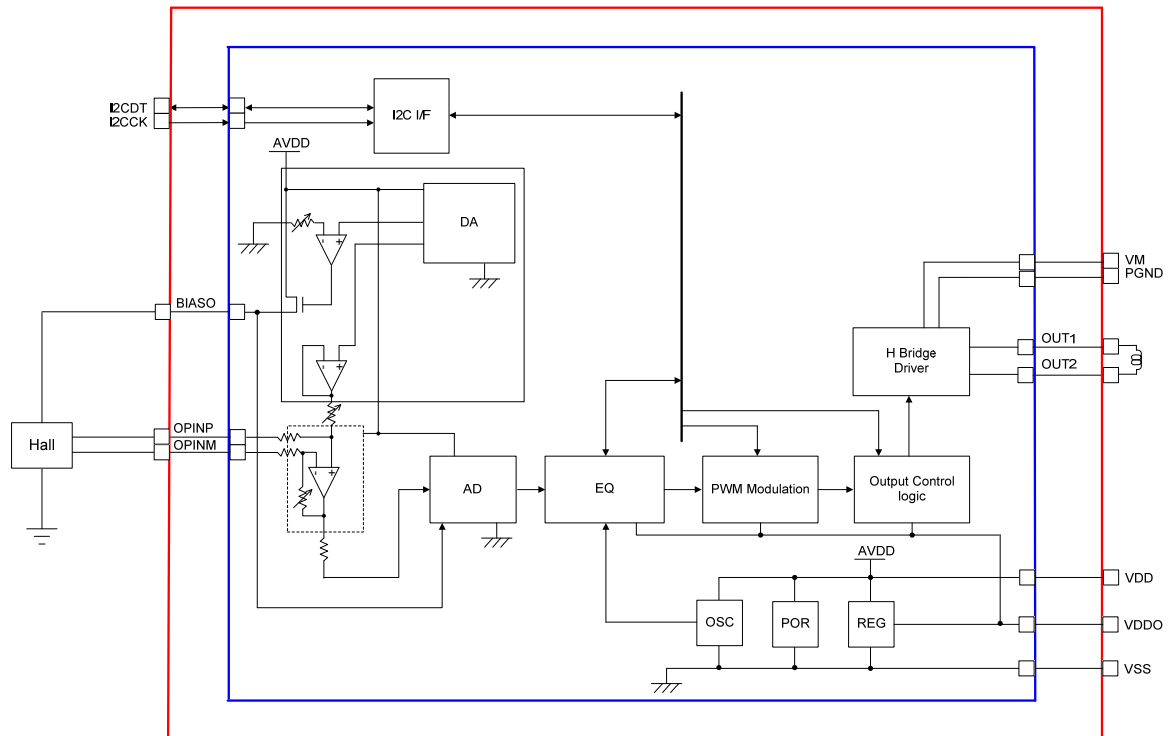 I2CDT
I2CCK
I2C I/F
AVDD
DA
- +
BIASO
- +
VM
PGND
H Bridge
Driver
OUT1
OUT2
Hall
OPINP
OPINM
- +
AD
EQ
PWM Modulation
Output Control
logic
AVDD
VDD
OSC
POR
REG
VDDO
VSS